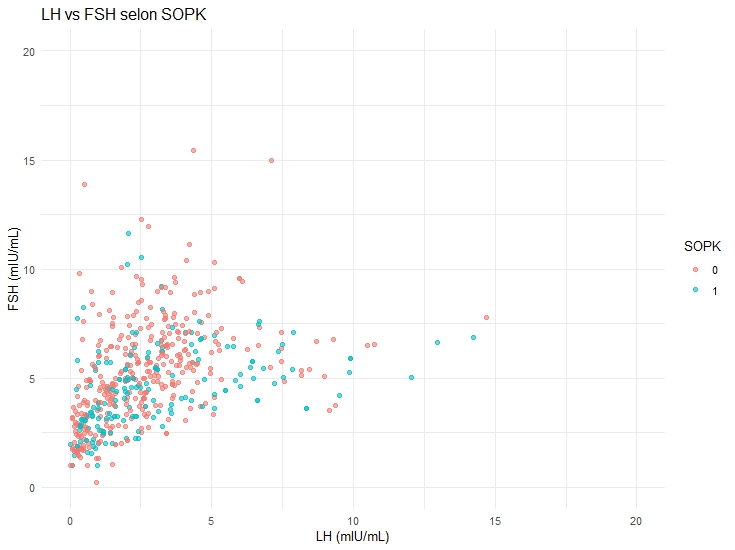 LH vs FSH selon SOPK
20
15
10
5
0
FSH (mIU/mL)
0 5 10 15 20
LH (mIU/mL)
SOPK
0
1